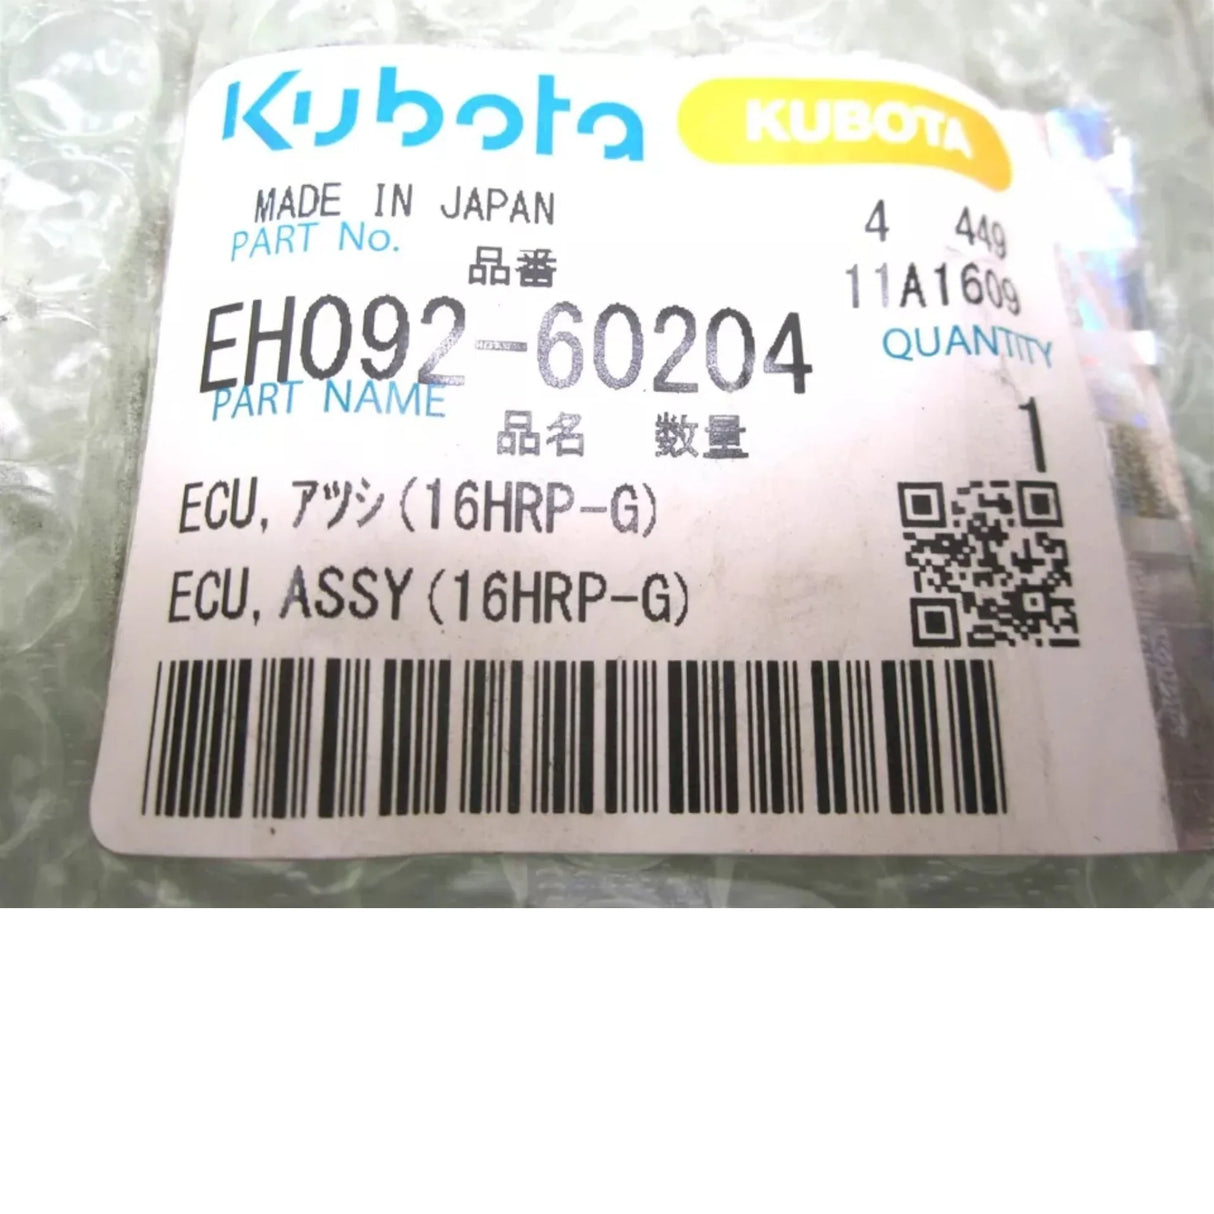 Kubota KUBOTA
MADE IN JAPAN
PART No. 品番
4 449
11A1609
EH092-60204
QUANTITY
PART NAME 品名 数量
1
ECU, アツシ(16HRP-G)
ECU, ASSY(16HRP-G)